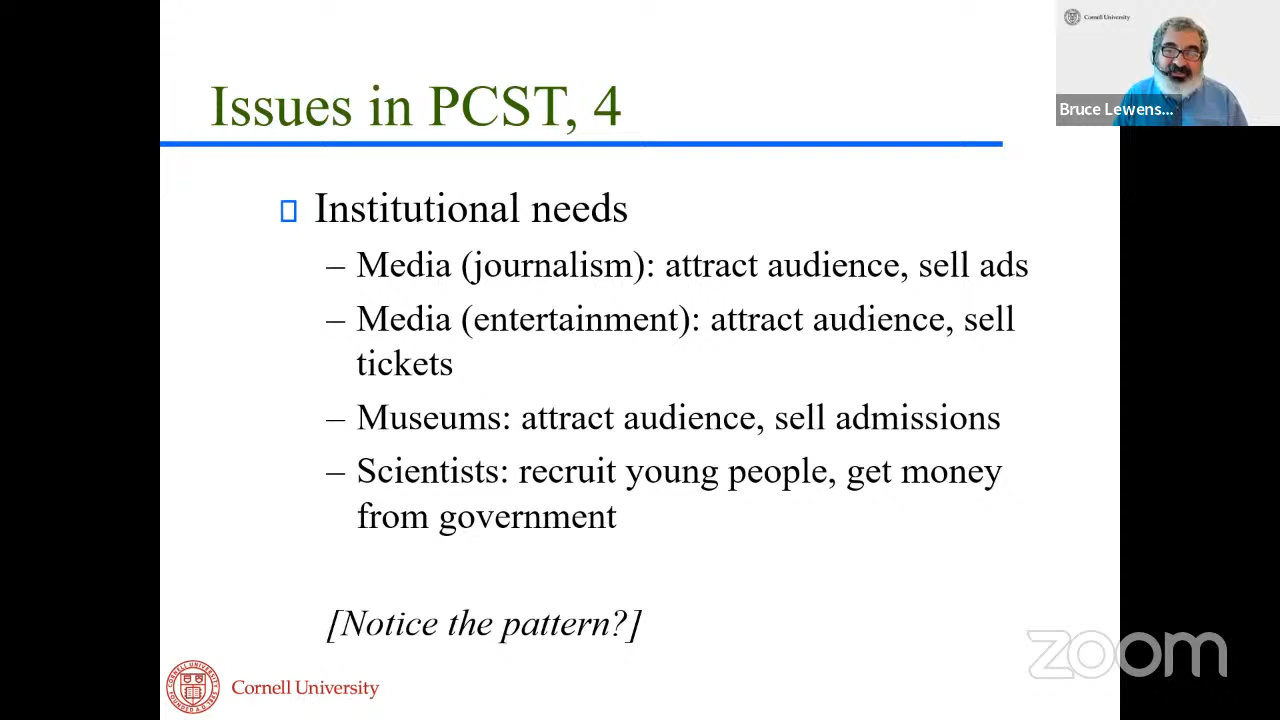 Cornell University
Bruce Lewens...
Issues in PCST, 4
Institutional needs
– Media (journalism): attract audience, sell ads
– Media (entertainment): attract audience, sell
tickets
– Museums: attract audience, sell admissions
– Scientists: recruit young people, get money
from government
[Notice the pattern?]
Cornell University
zoom